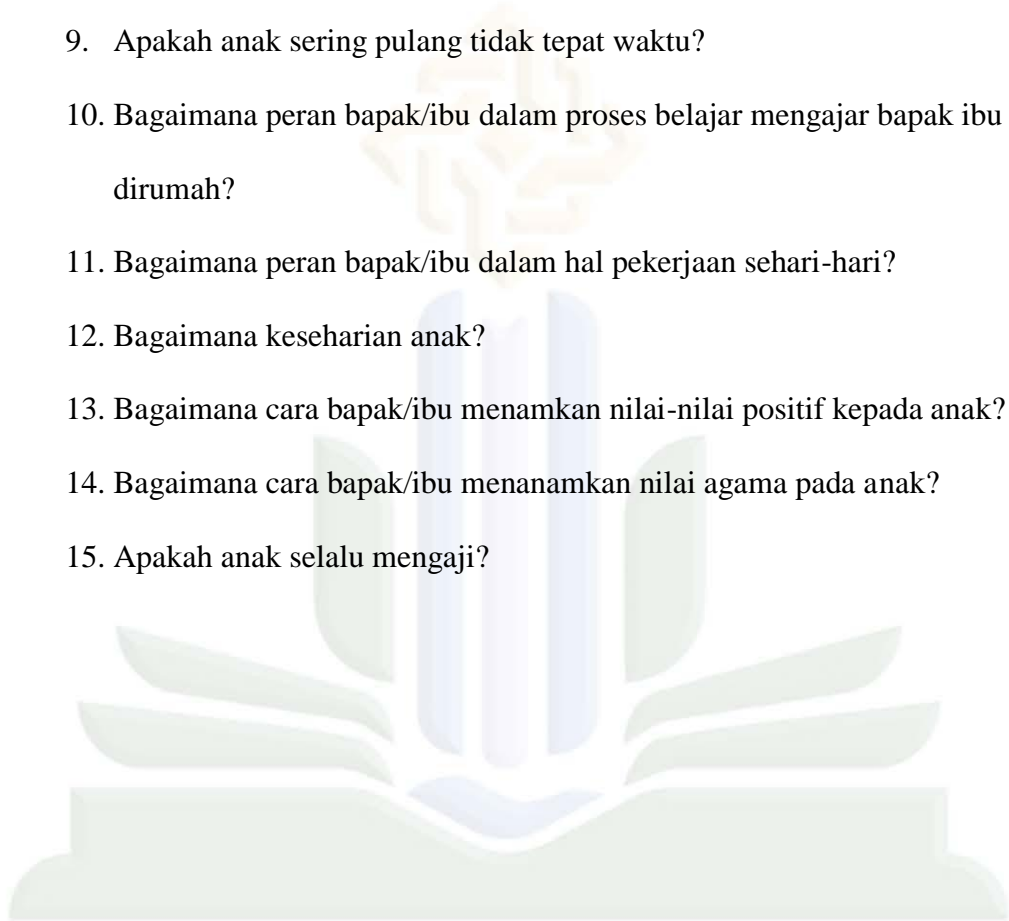 9. Apakah anak sering pulang tidak tepat waktu?
10. Bagaimana peran bapak/ibu dalam proses belajar mengajar bapak ibu
dirumah?
11. Bagaimana peran bapak/ibu dalam hal pekerjaan sehari-hari?
12. Bagaimana keseharian anak?
13. Bagaimana cara bapak/ibu menamkan nilai-nilai positif kepada anak?
14. Bagaimana cara bapak/ibu menanamkan nilai agama pada anak?
15. Apakah anak selalu mengaji?